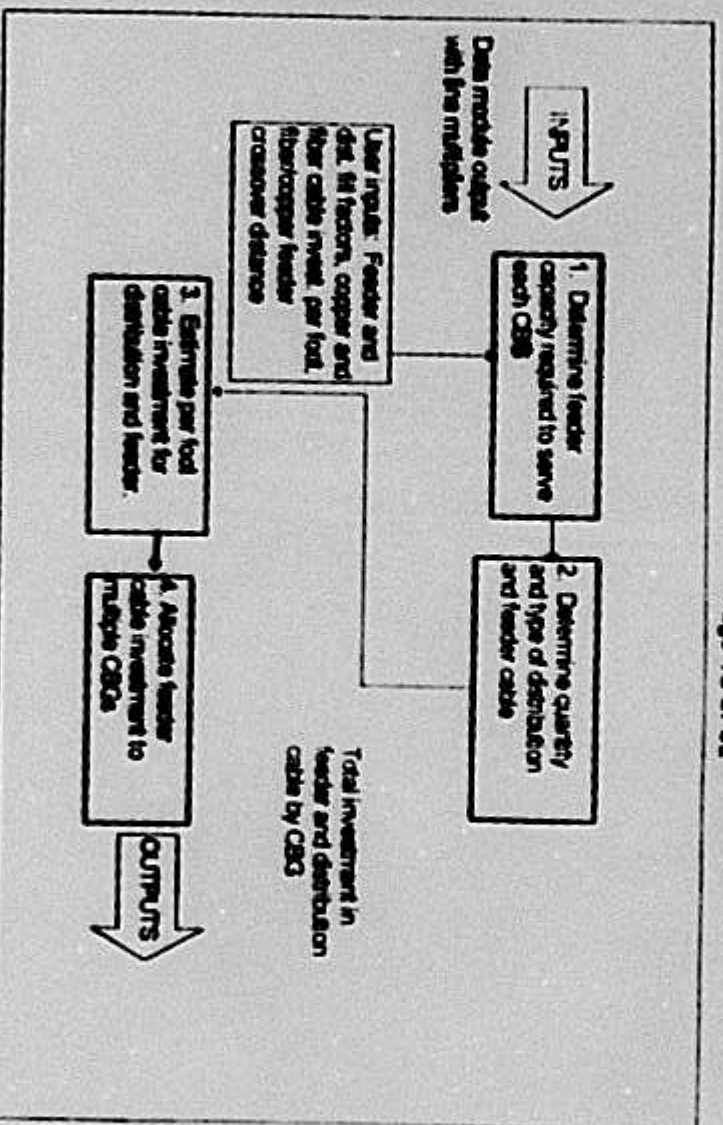 INPUTS
Data module output
with line multipliers
1. Determine feeder
capacity required to serve
each CBG
2. Determine quantity
and type of distribution
and feeder cable
User inputs: Feeder and
dist. fill factors, copper and
fiber cable invest. per foot,
fiber/copper feeder
crossover distance
3. Estimate per foot
cable investment for
distribution and feeder.
4. Allocate feeder
cable investment to
multiple CBGs
Total investment in
feeder and distribution
cable by CBG
OUTPUTS